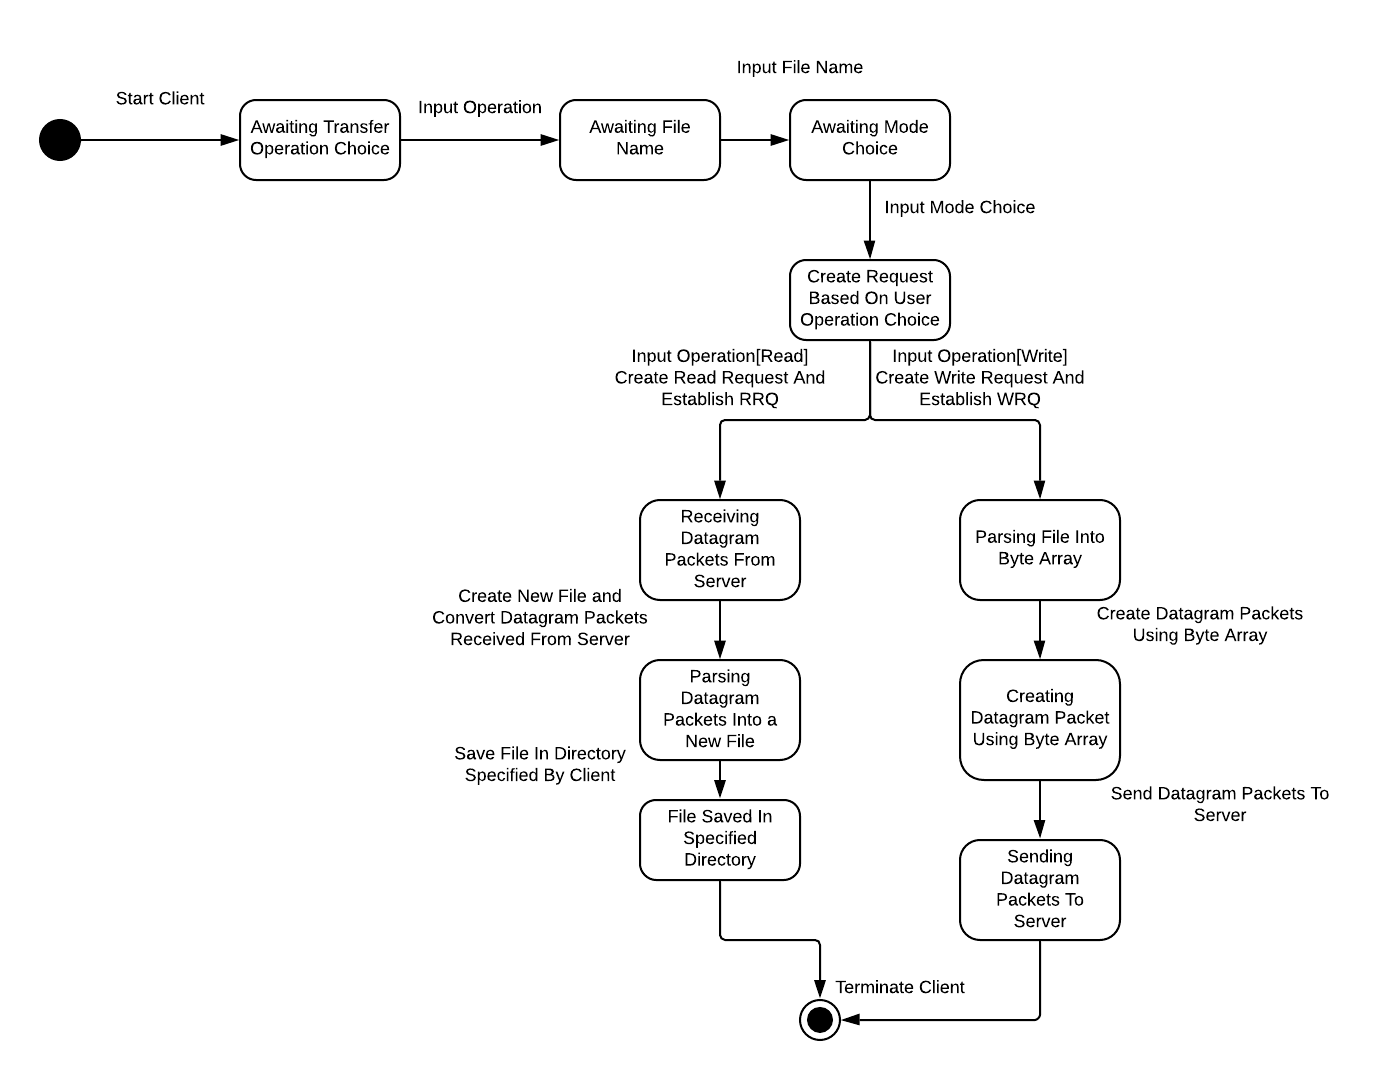 Input File Name
Start Client
Input Operation
Awaiting Transfer
Operation Choice
Awaiting File
Name
Awaiting Mode
Choice
Input Mode Choice
Create Request
Based On User
Operation Choice
Input Operation[Read]
Create Read Request And
Establish RRQ
Input Operation[Write]
Create Write Request And
Establish WRQ
Receiving
Datagram
Packets From
Server
Parsing File Into
Byte Array
Create New File and
Convert Datagram Packets
Received From Server
Create Datagram Packets
Using Byte Array
Parsing
Datagram
Packets Into a
New File
Creating
Datagram Packet
Using Byte Array
Save File In Directory
Specified By Client
Send Datagram Packets To
Server
File Saved In
Specified
Directory
Sending
Datagram
Packets To
Server
Terminate Client